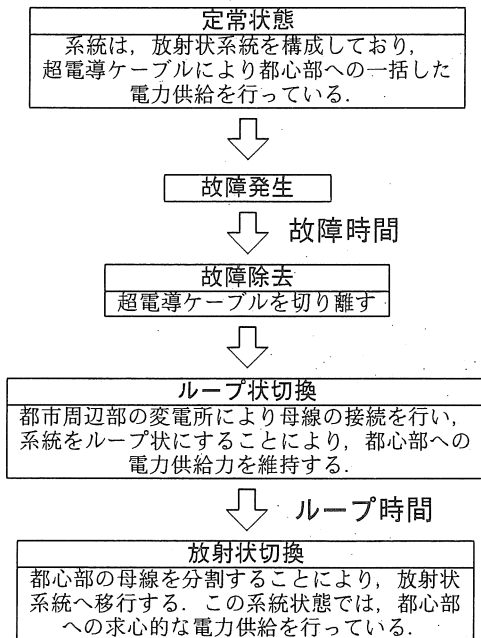 定常状態
系統は，放射状系統を構成しており，
超電導ケーブルにより都心部への一括した
電力供給を行っている．
故障発生
故障時間
故障除去
超電導ケーブルを切り離す
ループ状切換
都市周辺部の変電所により母線の接続を行い，
系統をループ状にすることにより，都心部への
電力供給力を維持する．
ループ時間
放射状切換
都心部の母線を分割することにより，放射状
系統へ移行する．この系統状態では，都心部
への求心的な電力供給を行っている．